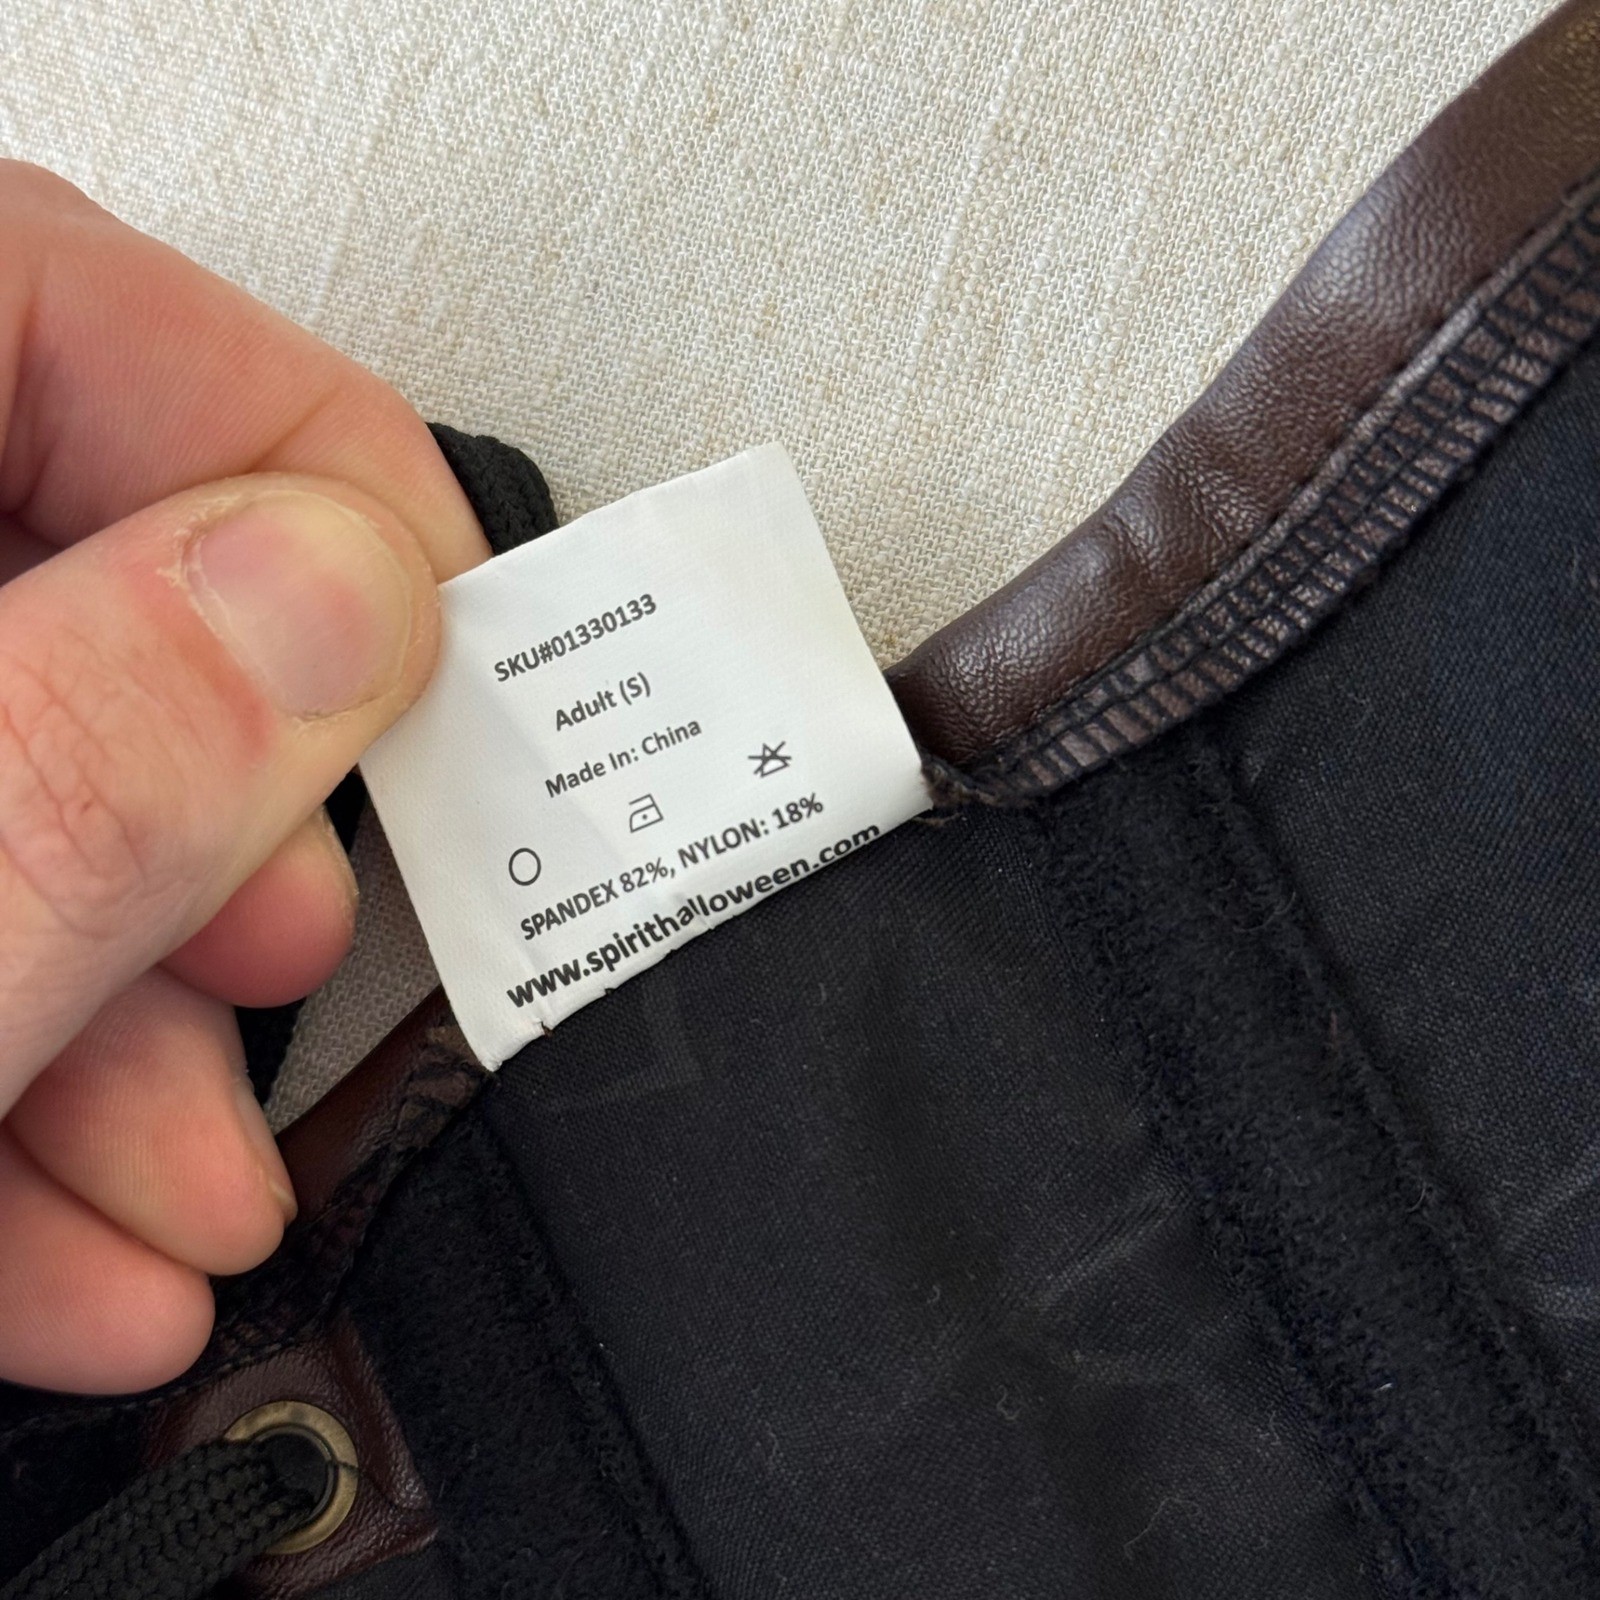 SKU#01330133
Adult (S)
Made In: China
SPANDEX 82%, NYLON: 18%
www.spirithalloween.com